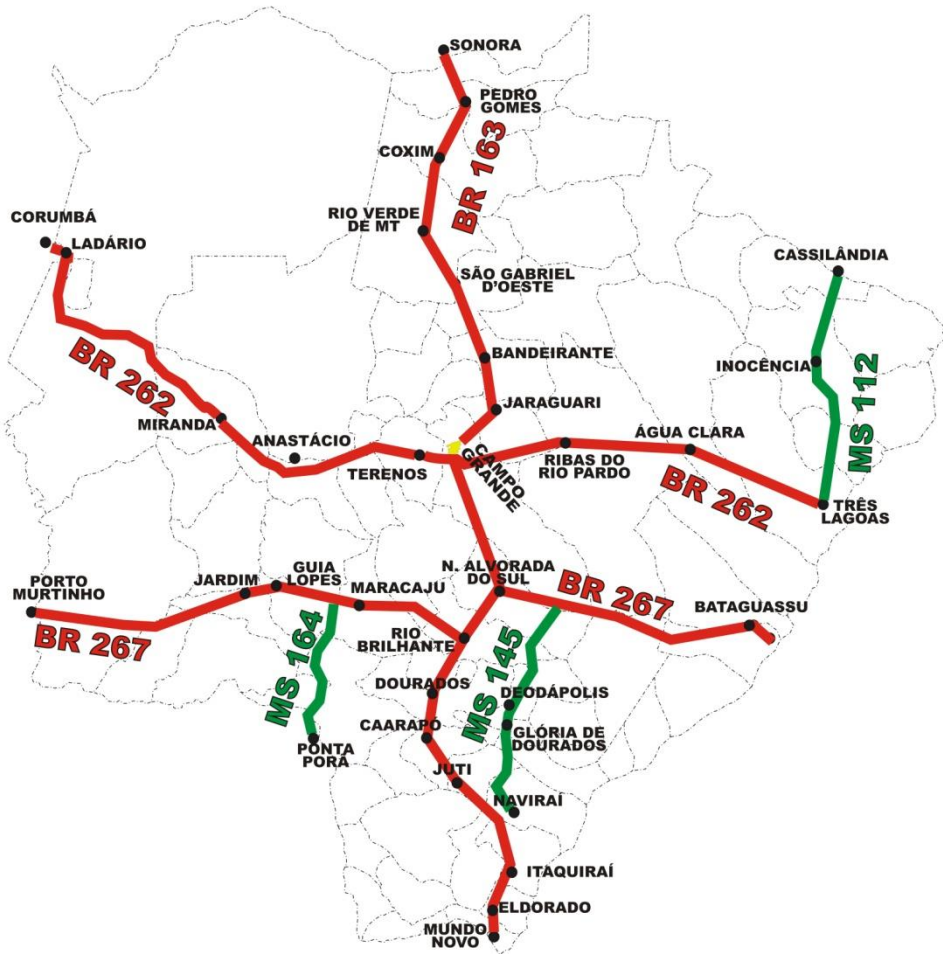 SONORA
PEDRO
GOMES
COXIM
BR 163
RIO VERDE
DE MT
CORUMBÁ
LADÁRIO
CASSILÂNDIA
SÃO GABRIEL
D'OESTE
BR 262
BANDEIRANTE
INOCÊNCIA
MS 112
JARAGUARI
MIRANDA
ANASTÁCIO
ÁGUA CLARA
TERENOS
CAMPO
GRANDE
RIBAS DO
RIO PARDO
BR 262
TRÊS
LAGOAS
PORTO
MURTINHO
JARDIM
GUIA
LOPES
MARACAJU
N. ALVORADA
DO SUL
BR 267
BATAGUASSU
BR 267
MS 164
RIO
BRILHANTE
MS 145
DOURADOS
DEODÁPOLIS
CAARAPÓ
GLÓRIA DE
DOURADOS
PONTA
PORÃ
JUTI
NAVIRAÍ
ITAQUIRAÍ
ELDORADO
MUNDO
NOVO